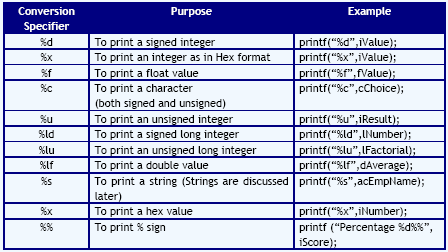 Conversion Specifier Purpose Example
%d To print a signed integer printf(“%d”,iValue);
%x To print an integer as in Hex format printf(“%x”,iValue);
%f To print a float value printf(“%f”,fValue);
%c To print a character (both signed and unsigned) printf(“%c”,cChoice);
%u To print an unsigned integer printf(“%u”,iResult);
%ld To print a signed long integer printf(“%ld”,lNumber);
%lu To print an unsigned long integer printf(“%lu”,lFactorial);
%lf To print a double value printf(“%lf”,dAverage);
%s To print a string (Strings are discussed later) printf(“%s”,acEmpName);
%x To print a hex value printf(“%x”,iNumber);
%% To print % sign printf (“Percentage %d%%”, iScore);